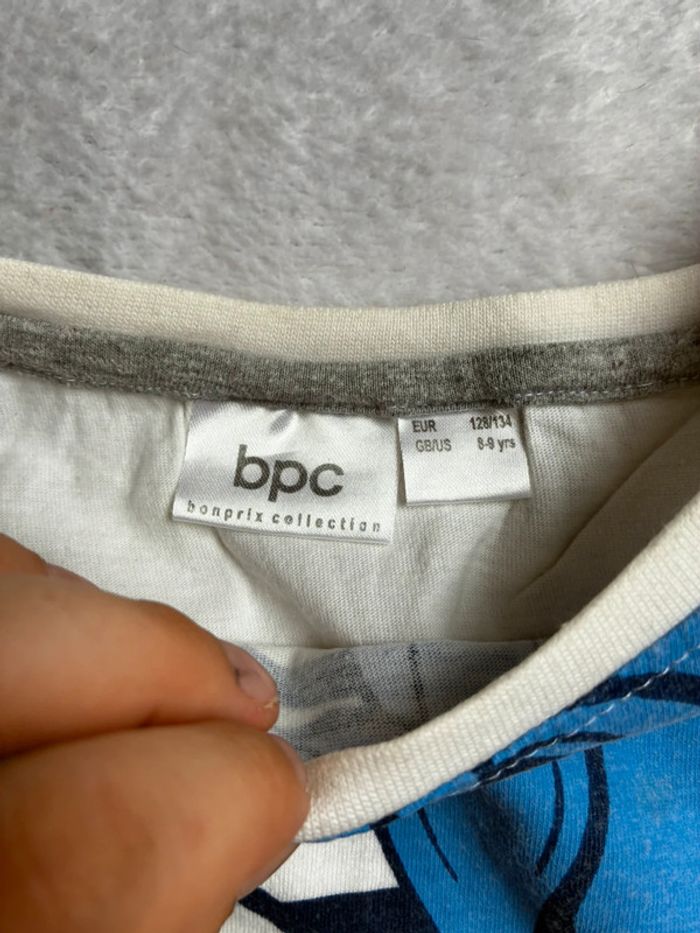 bpc
bonprix collection
EUR 128/134
GB/US 8-9 yrs